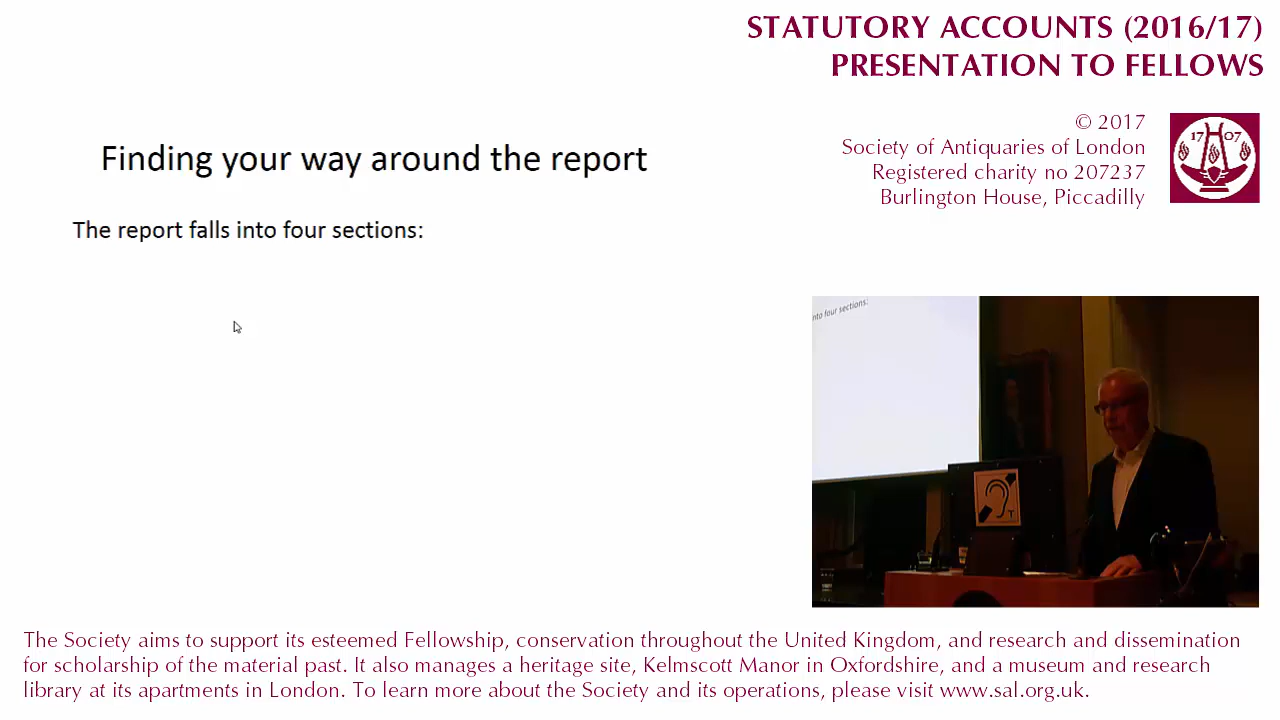 STATUTORY ACCOUNTS (2016/17)
PRESENTATION TO FELLOWS
© 2017
Society of Antiquaries of London
Registered charity no 207237
Burlington House, Piccadilly
17 07
Finding your way around the report
The report falls into four sections:
nto four sections:
T
The Society aims to support its esteemed Fellowship, conservation throughout the United Kingdom, and research and dissemination
for scholarship of the material past. It also manages a heritage site, Kelmscott Manor in Oxfordshire, and a museum and research
library at its apartments in London. To learn more about the Society and its operations, please visit www.sal.org.uk.